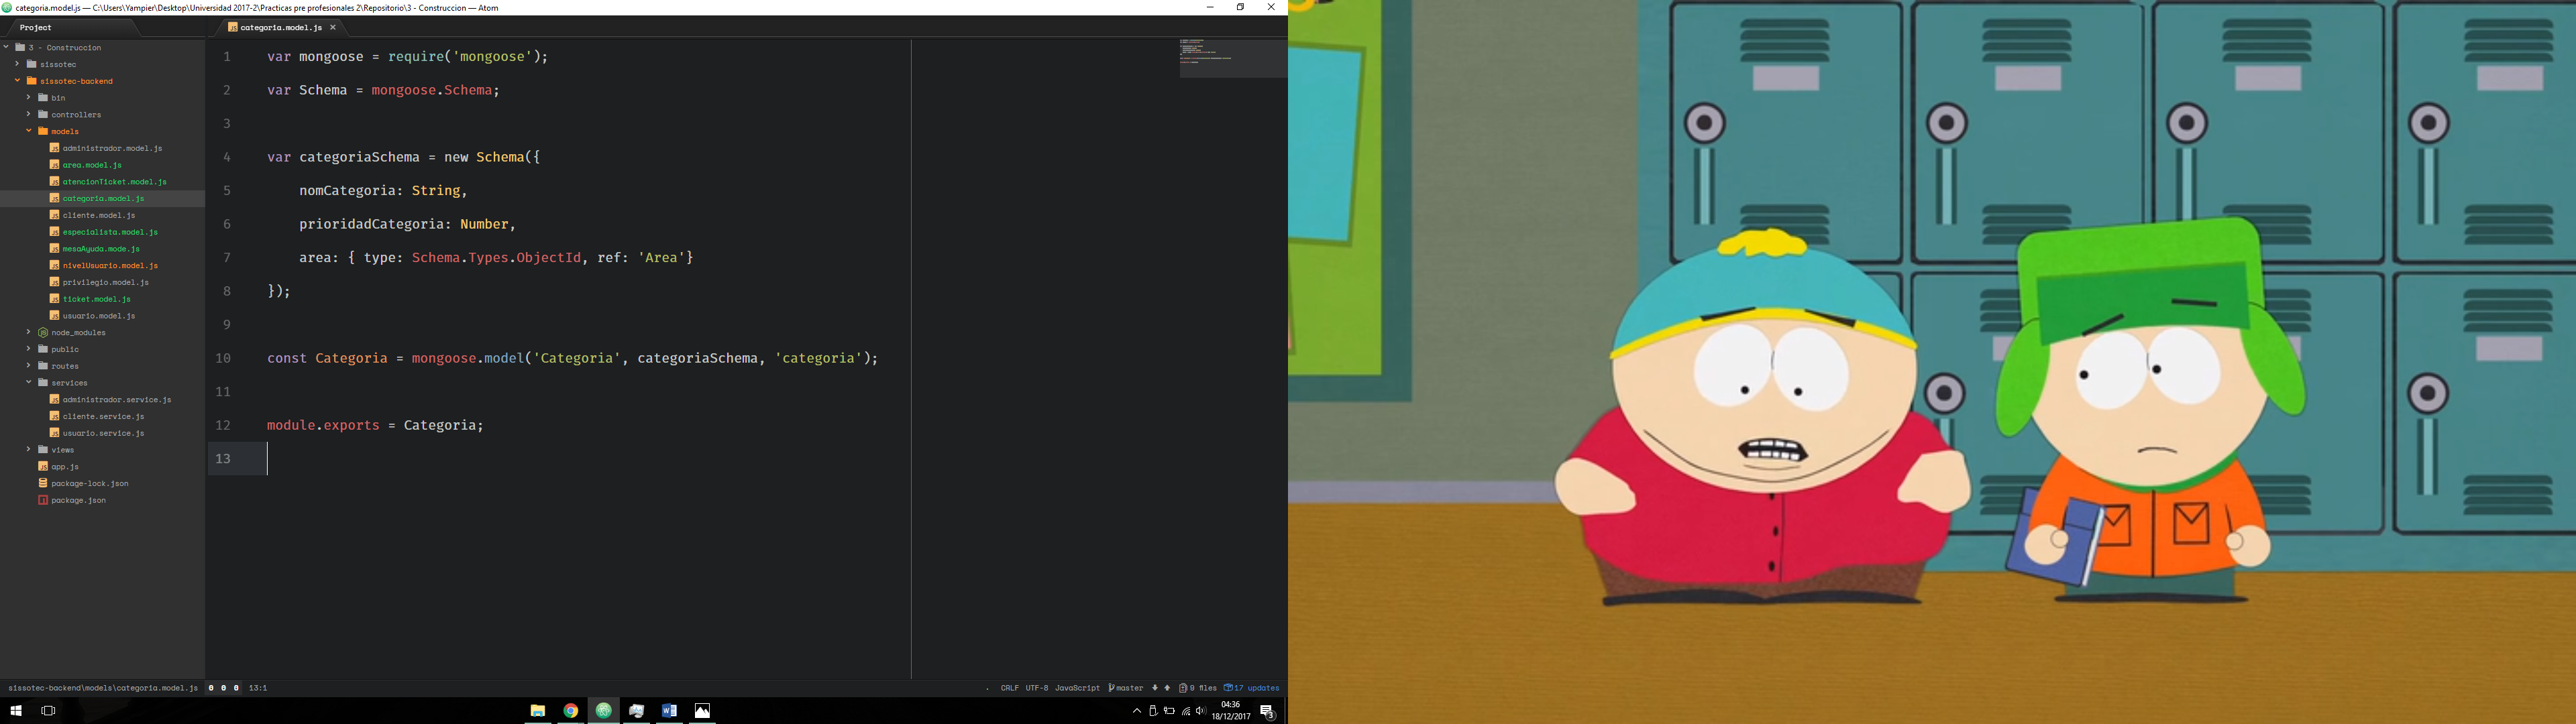 categoria.model.js — C:\Users\Yampier\Desktop\Universidad 2017-2\Practicas pre profesionales 2\Repositorio\3 - Construccion — Atom
Project
categoria.model.js
3 - Construccion
sissotec
sissotec-backend
bin
controllers
models
administrador.model.js
area.model.js
atencionTicket.model.js
categoria.model.js
cliente.model.js
especialista.model.js
mesaAyuda.mode.js
nivelUsuario.model.js
privilegio.model.js
ticket.model.js
usuario.model.js
node_modules
public
routes
services
administrador.service.js
cliente.service.js
usuario.service.js
views
app.js
package-lock.json
package.json
1 var mongoose = require('mongoose');
2 var Schema = mongoose.Schema;
3
4 var categoriaSchema = new Schema({
5 nomCategoria: String,
6 prioridadCategoria: Number,
7 area: { type: Schema.Types.ObjectId, ref: 'Area'}
8 });
9
10 const Categoria = mongoose.model('Categoria', categoriaSchema, 'categoria');
11
12 module.exports = Categoria;
13
sissotec-backend\models\categoria.model.js 0 0 0 13:1
CRLF UTF-8 JavaScript master 9 files 17 updates
04:36
18/12/2017
3